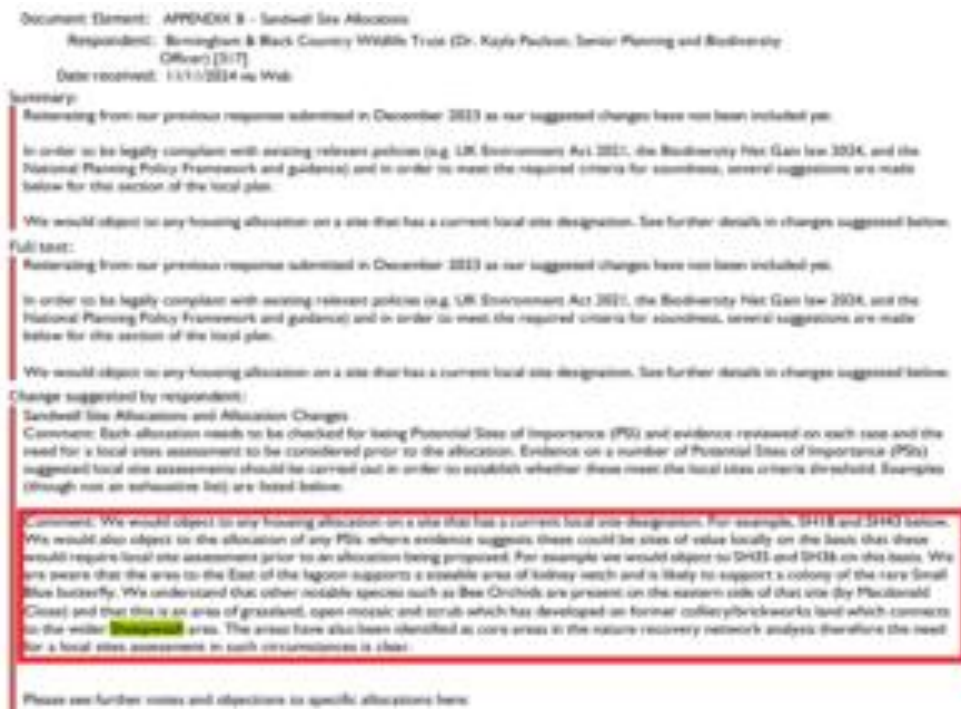 Document Element: APPENDIX B - Sandwell Site Allocations
Respondent: Birmingham & Black Country Wildlife Trust (Dr. Kayla Paulson, Senior Planning and Biodiversity
Officer) [517]
Date received: 11/11/2024 via Web
Summary:
Reiterating from our previous response submitted in December 2023 as our suggested changes have not been included yet.
In order to be legally compliant with existing relevant policies (e.g. UK Environment Act 2021, the Biodiversity Net Gain law 2024, and the
National Planning Policy Framework and guidance) and in order to meet the required criteria for soundness, several suggestions are made
below for this section of the local plan.
We would object to any housing allocation on a site that has a current local site designation. See further details in changes suggested below.
Full text:
Reiterating from our previous response submitted in December 2023 as our suggested changes have not been included yet.
In order to be legally compliant with existing relevant policies (e.g. UK Environment Act 2021, the Biodiversity Net Gain law 2024, and the
National Planning Policy Framework and guidance) and in order to meet the required criteria for soundness, several suggestions are made
below for this section of the local plan.
We would object to any housing allocation on a site that has a current local site designation. See further details in changes suggested below.
Change suggested by respondent:
Sandwell Site Allocations and Allocation Changes
Comment: Each allocation needs to be checked for being Potential Sites of Importance (PSI) and evidence reviewed on each case and the
need for a local sites assessment to be considered prior to the allocation. Evidence on a number of Potential Sites of Importance (PSIs)
suggested local site assessments should be carried out in order to establish whether these meet the local sites criteria threshold. Examples
(though not an exhaustive list) are listed below:
Comment: We would object to any housing allocation on a site that has a current local site designation. For example, SH18 and SH43 below.
We would also object to the allocation of any PSIs where evidence suggests these could be sites of value locally on the basis that these
would require local site assessment prior to an allocation being proposed. For example we would object to SH35 and SH36 on this basis. We
are aware that the area to the East of the lagoon supports a sizeable area of kidney vetch and is likely to support a colony of the rare Small
Blue butterfly. We understand that other notable species such as Bee Orchids are present on the eastern side of that site (by Macdonald
Close) and that this is an area of grassland, open mosaic and scrub which has developed on former colliery/brickworks land which connects
to the wider area. The areas have also been identified as core areas in the nature recovery network analysis therefore the need
for a local sites assessment in such circumstances is clear.
Please see further notes and objections to specific allocations here: